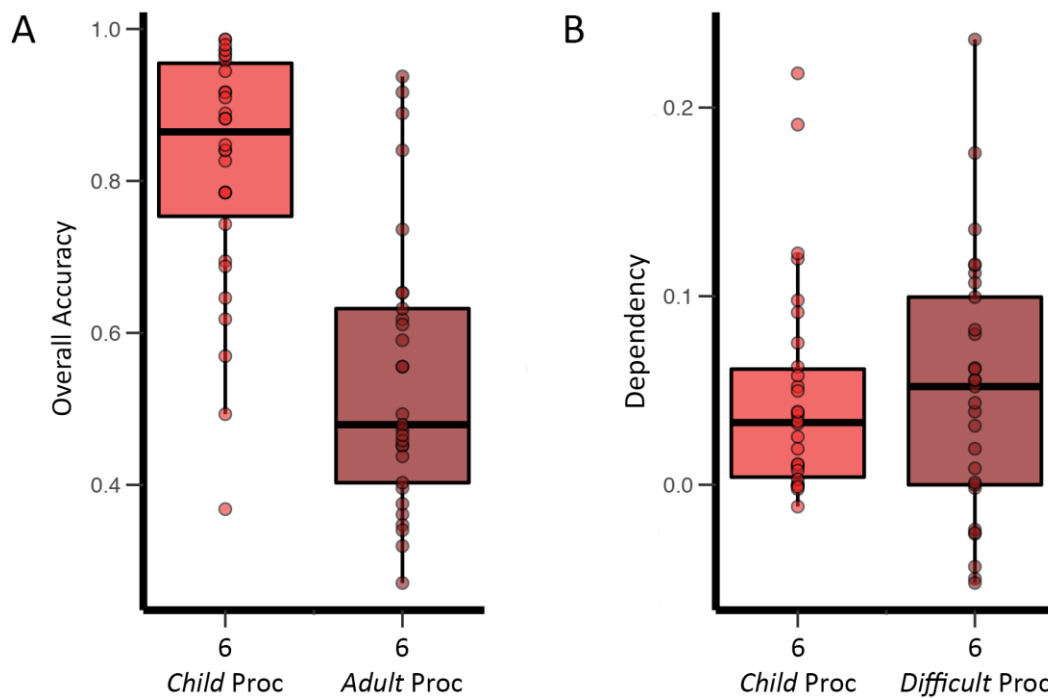 A
Overall Accuracy
1.0
0.8
0.6
0.4
6
6
Child Proc
Adult Proc
B
Dependency
0.2
0.1
0.0
6
6
Child Proc
Difficult Proc